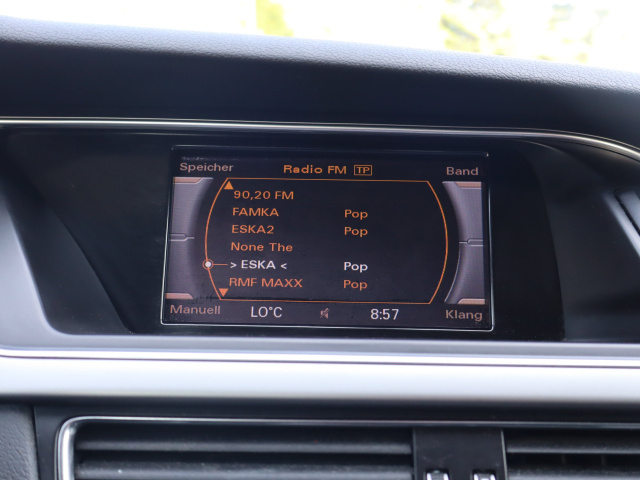 Speicher Radio FM TP Band
90,20 FM
FAMKA Pop
ESKA2 Pop
None The
> ESKA < Pop
RMF MAXX Pop
Manuell LO°C 8:57 Klang